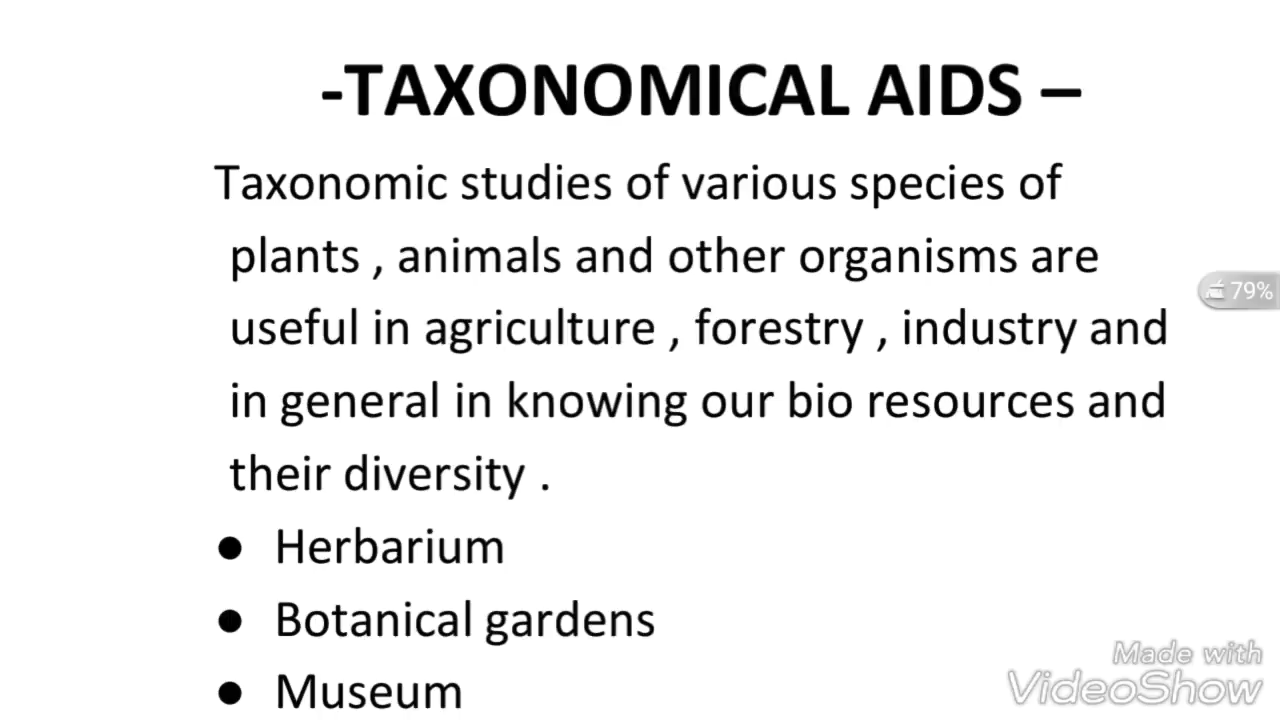 -TAXONOMICAL AIDS –
Taxonomic studies of various species of
plants , animals and other organisms are
useful in agriculture , forestry , industry and
in general in knowing our bio resources and
their diversity .
● Herbarium
● Botanical gardens
● Museum
79%
Made with
VideoShow